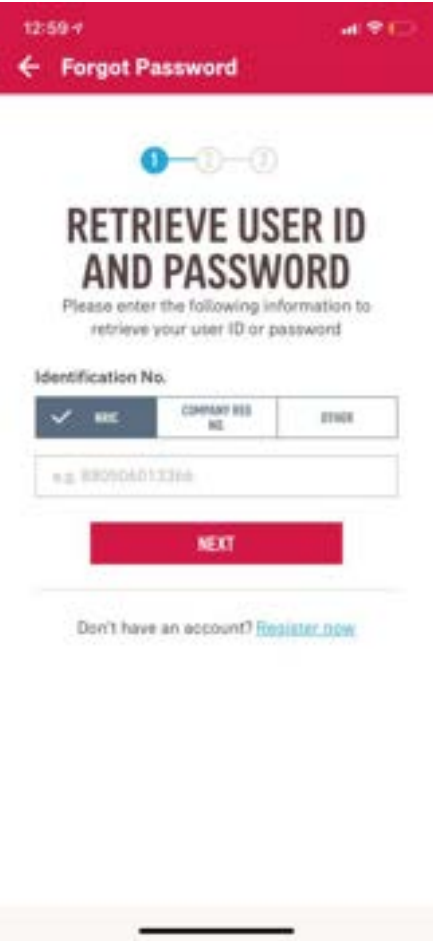 12:59
Forgot Password
1 2 3
RETRIEVE USER ID
AND PASSWORD
Please enter the following information to
retrieve your user ID or password
Identification No.
NRIC
COMPANY REG
NO.
OTHER
e.g. 880506013366
NEXT
Don't have an account? Register now